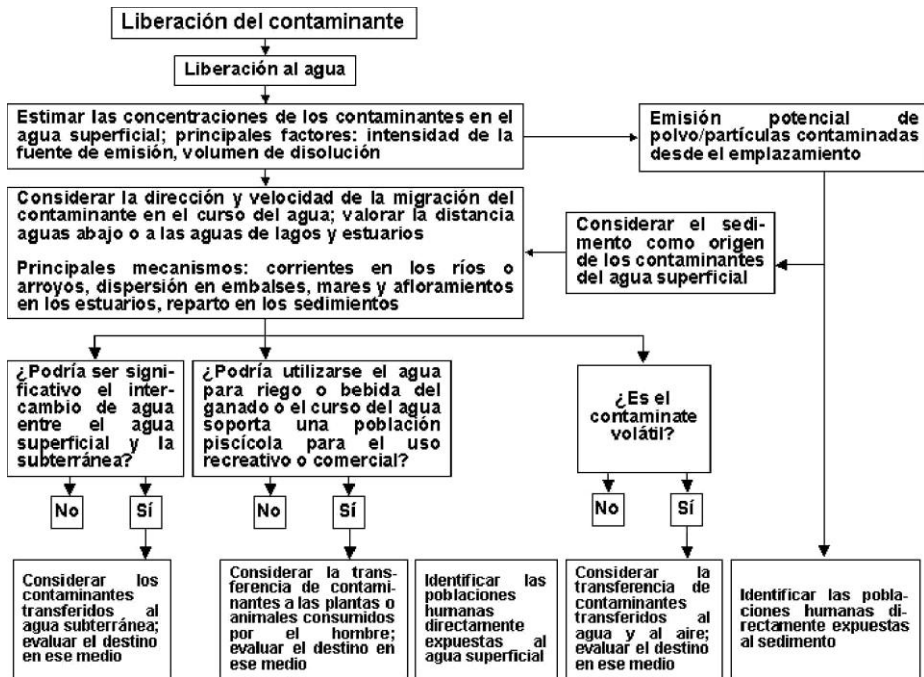 Liberación del contaminante
Liberación al agua
Estimar las concentraciones de los contaminantes en el
agua superficial; principales factores: intensidad de la
fuente de emisión, volumen de disolución
Emisión potencial de
polvo/partículas contaminadas
desde el emplazamiento
Considerar la dirección y velocidad de la migración del
contaminante en el curso del agua; valorar la distancia
aguas abajo o a las aguas de lagos y estuarios
Principales mecanismos: corrientes en los ríos o
arroyos, dispersión en embalses, mares y afloramientos
en los estuarios, reparto en los sedimentos
Considerar el sedi-
mento como origen
de los contaminantes
del agua superficial
¿Podría ser signi-
ficativo el inter-
cambio de agua
entre el agua
superficial y la
subterránea?
¿Podría utilizarse el agua
para riego o bebida del
ganado o el curso del agua
soporta una población
piscícola para el uso
recreativo o comercial?
¿Es el
contaminate
volátil?
No
Sí
No
Sí
No
Sí
Considerar los
contaminantes
transferidos al
agua subterránea;
evaluar el destino
en ese medio
Considerar la trans-
ferencia de contami-
nantes a las plantas o
animales consumidos
por el hombre;
evaluar el destino en
ese medio
Identificar las
poblaciones
humanas
directamente
expuestas al
agua superficial
Considerar la
transferencia de
contaminantes
transferidos al
agua y al aire;
evaluar el destino
en ese medio
Identificar las pobla-
ciones humanas di-
rectamente expuestas
al sedimento